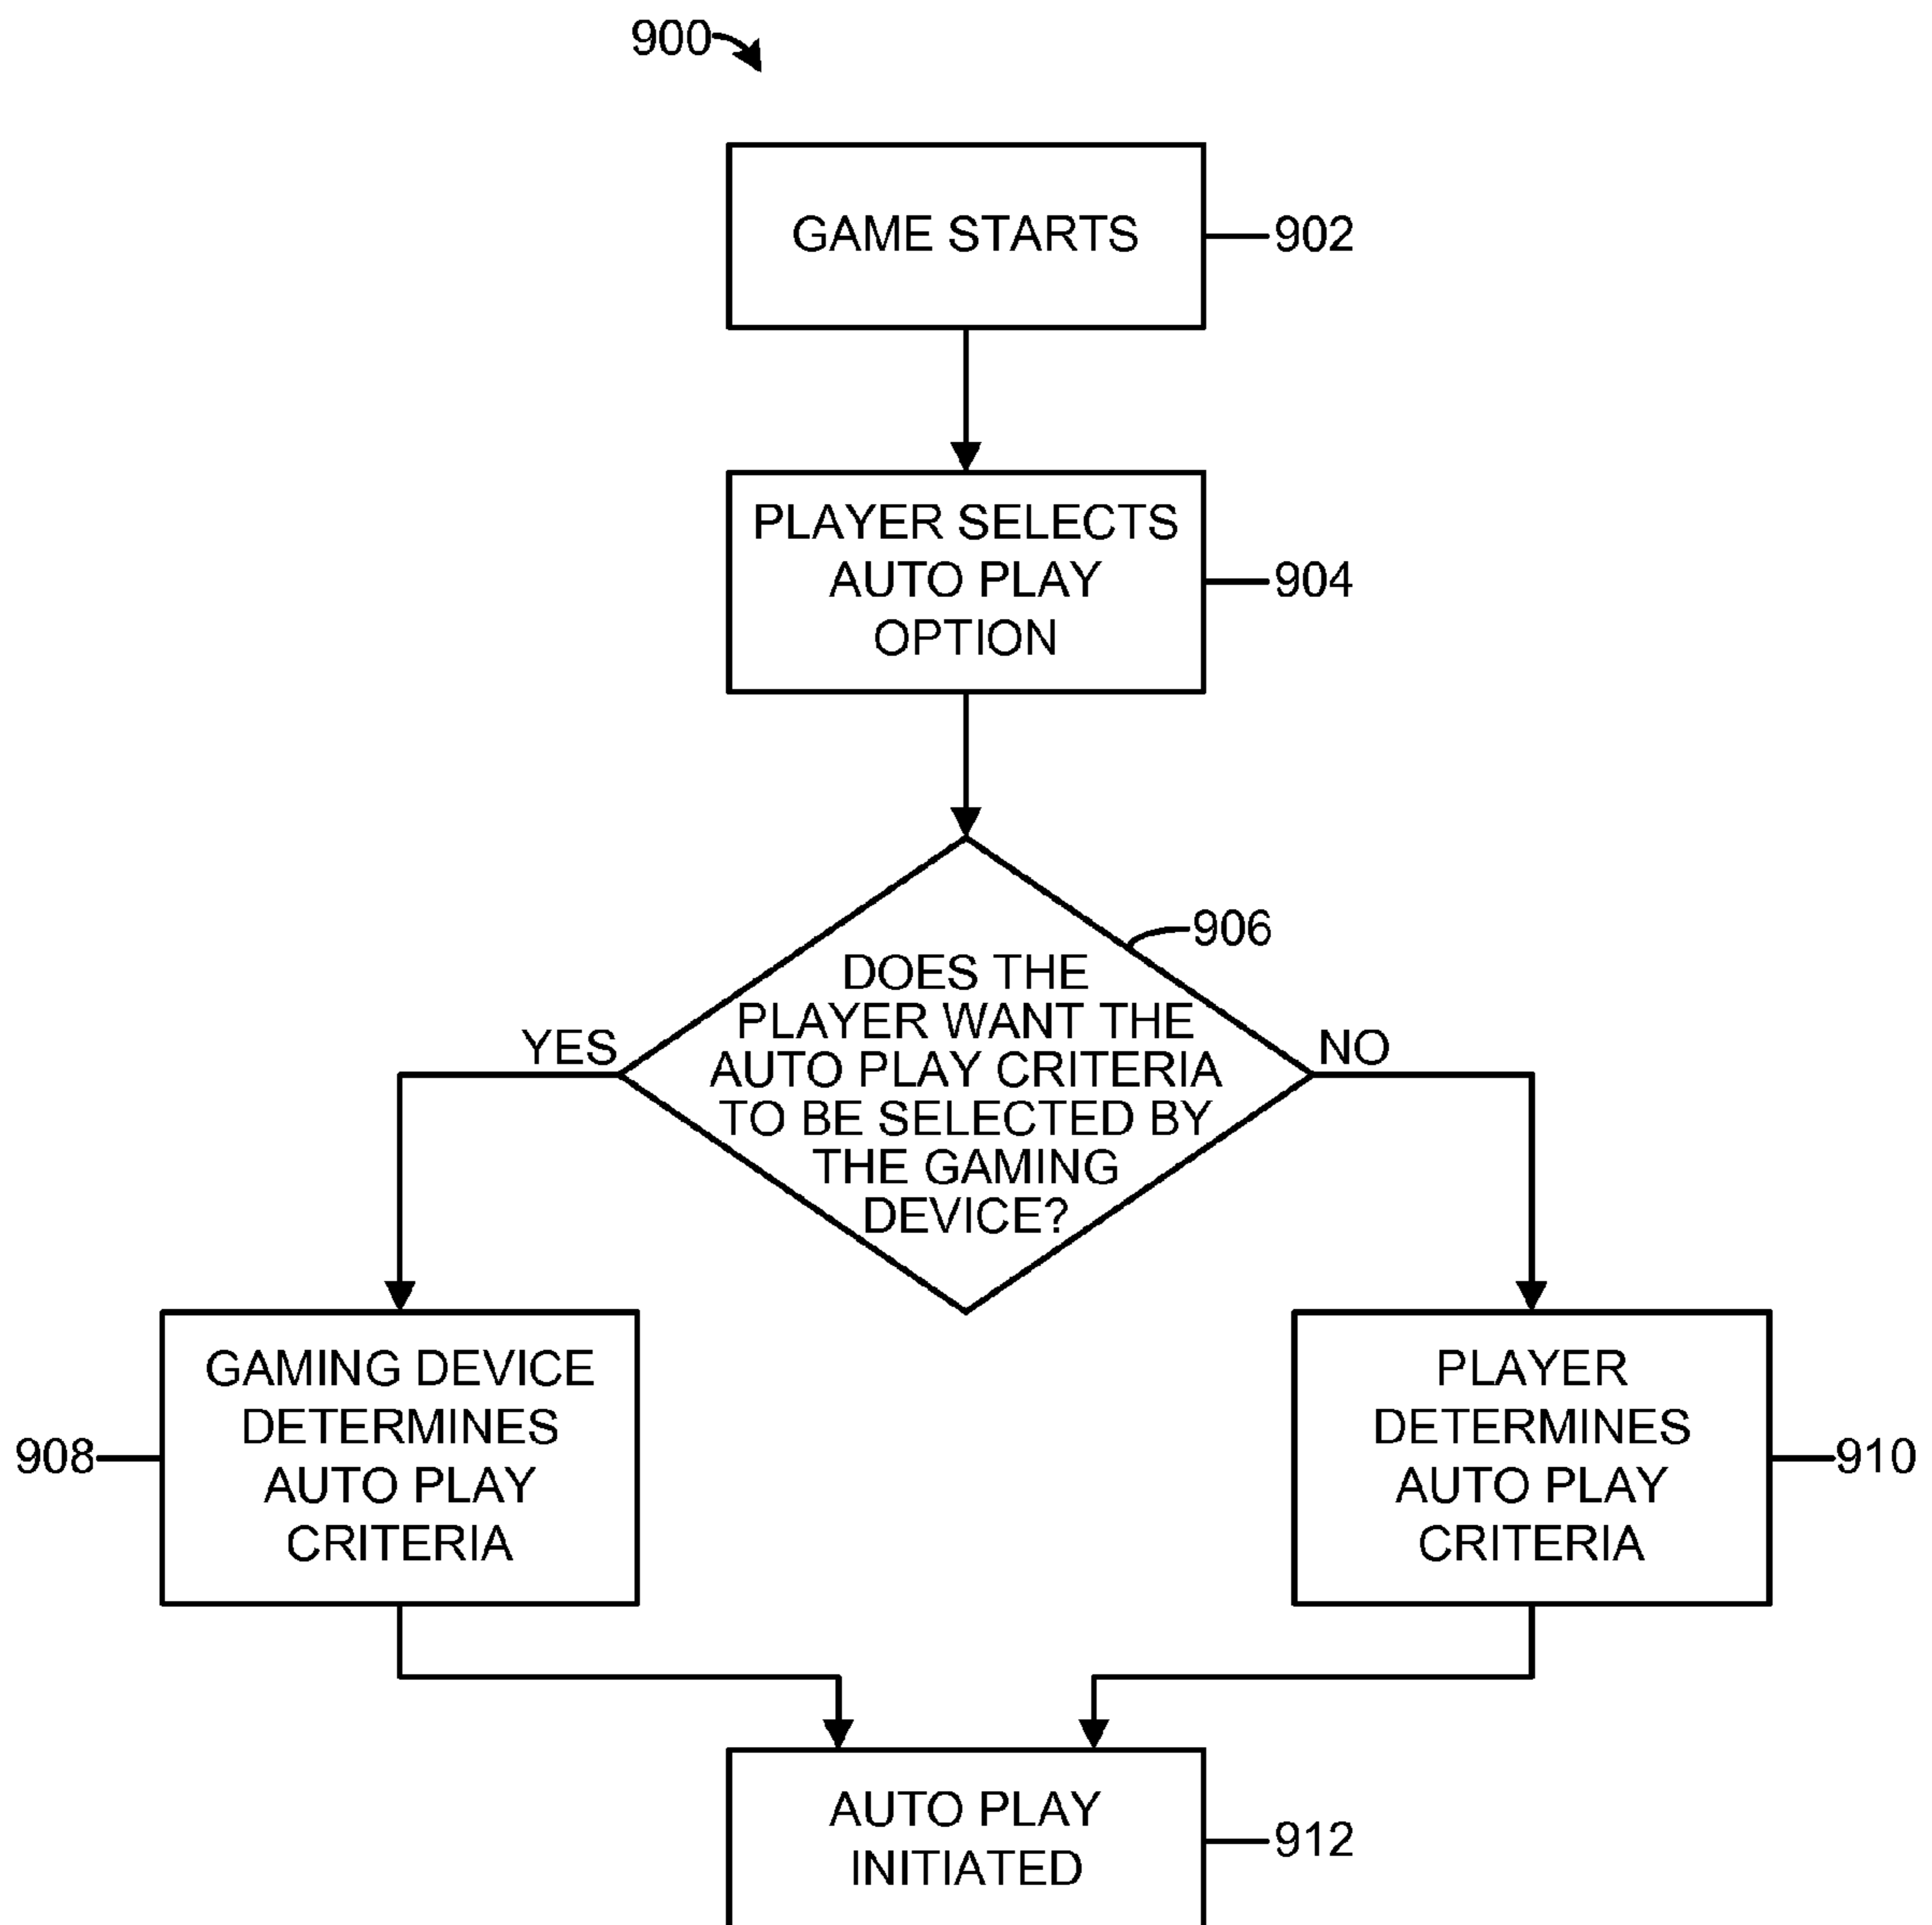 900
GAME STARTS
902
PLAYER SELECTS
AUTO PLAY
OPTION
904
906
DOES THE
PLAYER WANT THE
AUTO PLAY CRITERIA
TO BE SELECTED BY
THE GAMING
DEVICE?
YES
NO
GAMING DEVICE
DETERMINES
AUTO PLAY
CRITERIA
908
PLAYER
DETERMINES
AUTO PLAY
CRITERIA
910
AUTO PLAY
INITIATED
912